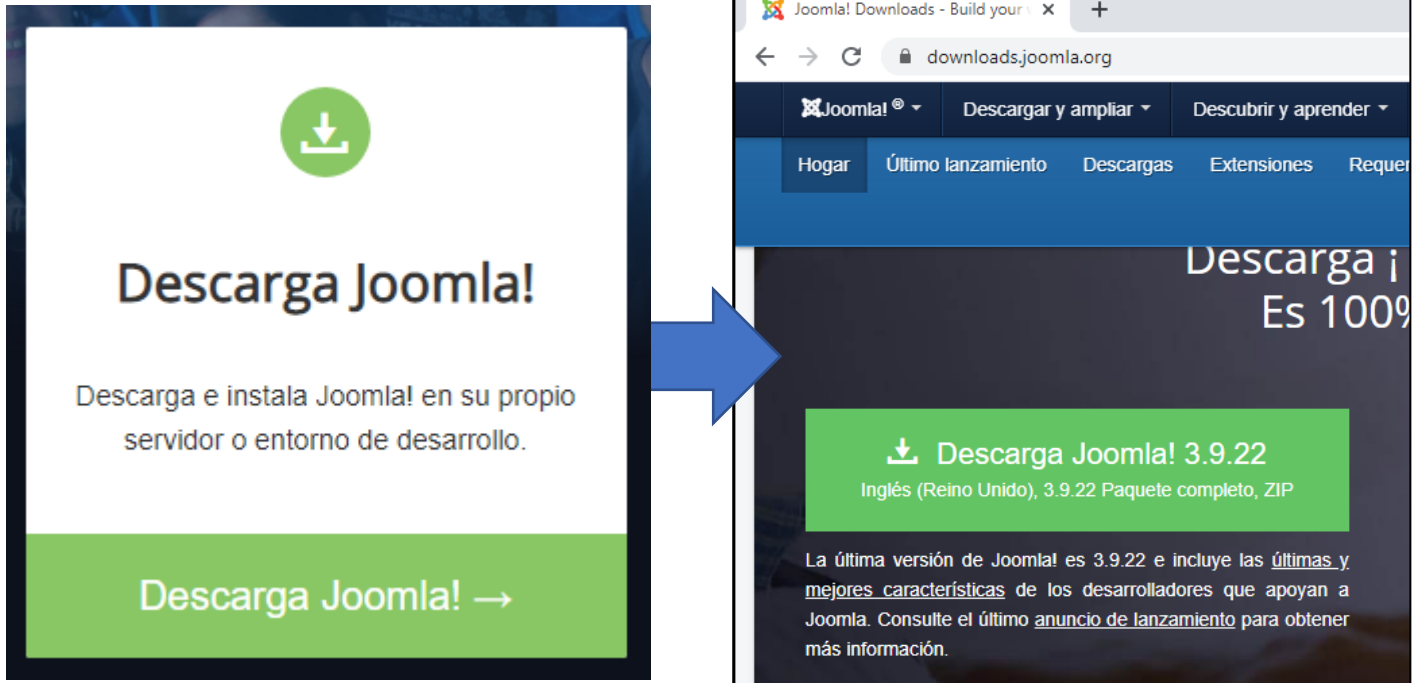 Descarga Joomla!
Descarga e instala Joomla! en su propio
servidor o entorno de desarrollo.
Descarga Joomla! →
Joomla! Downloads - Build your
downloads.joomla.org
Joomla! ®
Descargar y ampliar
Descubrir y aprender
Hogar
Último lanzamiento
Descargas
Extensiones
Requer
Descarga ¡
Es 100%
Descarga Joomla! 3.9.22
Inglés (Reino Unido), 3.9.22 Paquete completo, ZIP
La última versión de Joomla! es 3.9.22 e incluye las últimas y
mejores características de los desarrolladores que apoyan a
Joomla. Consulte el último anuncio de lanzamiento para obtener
más información.